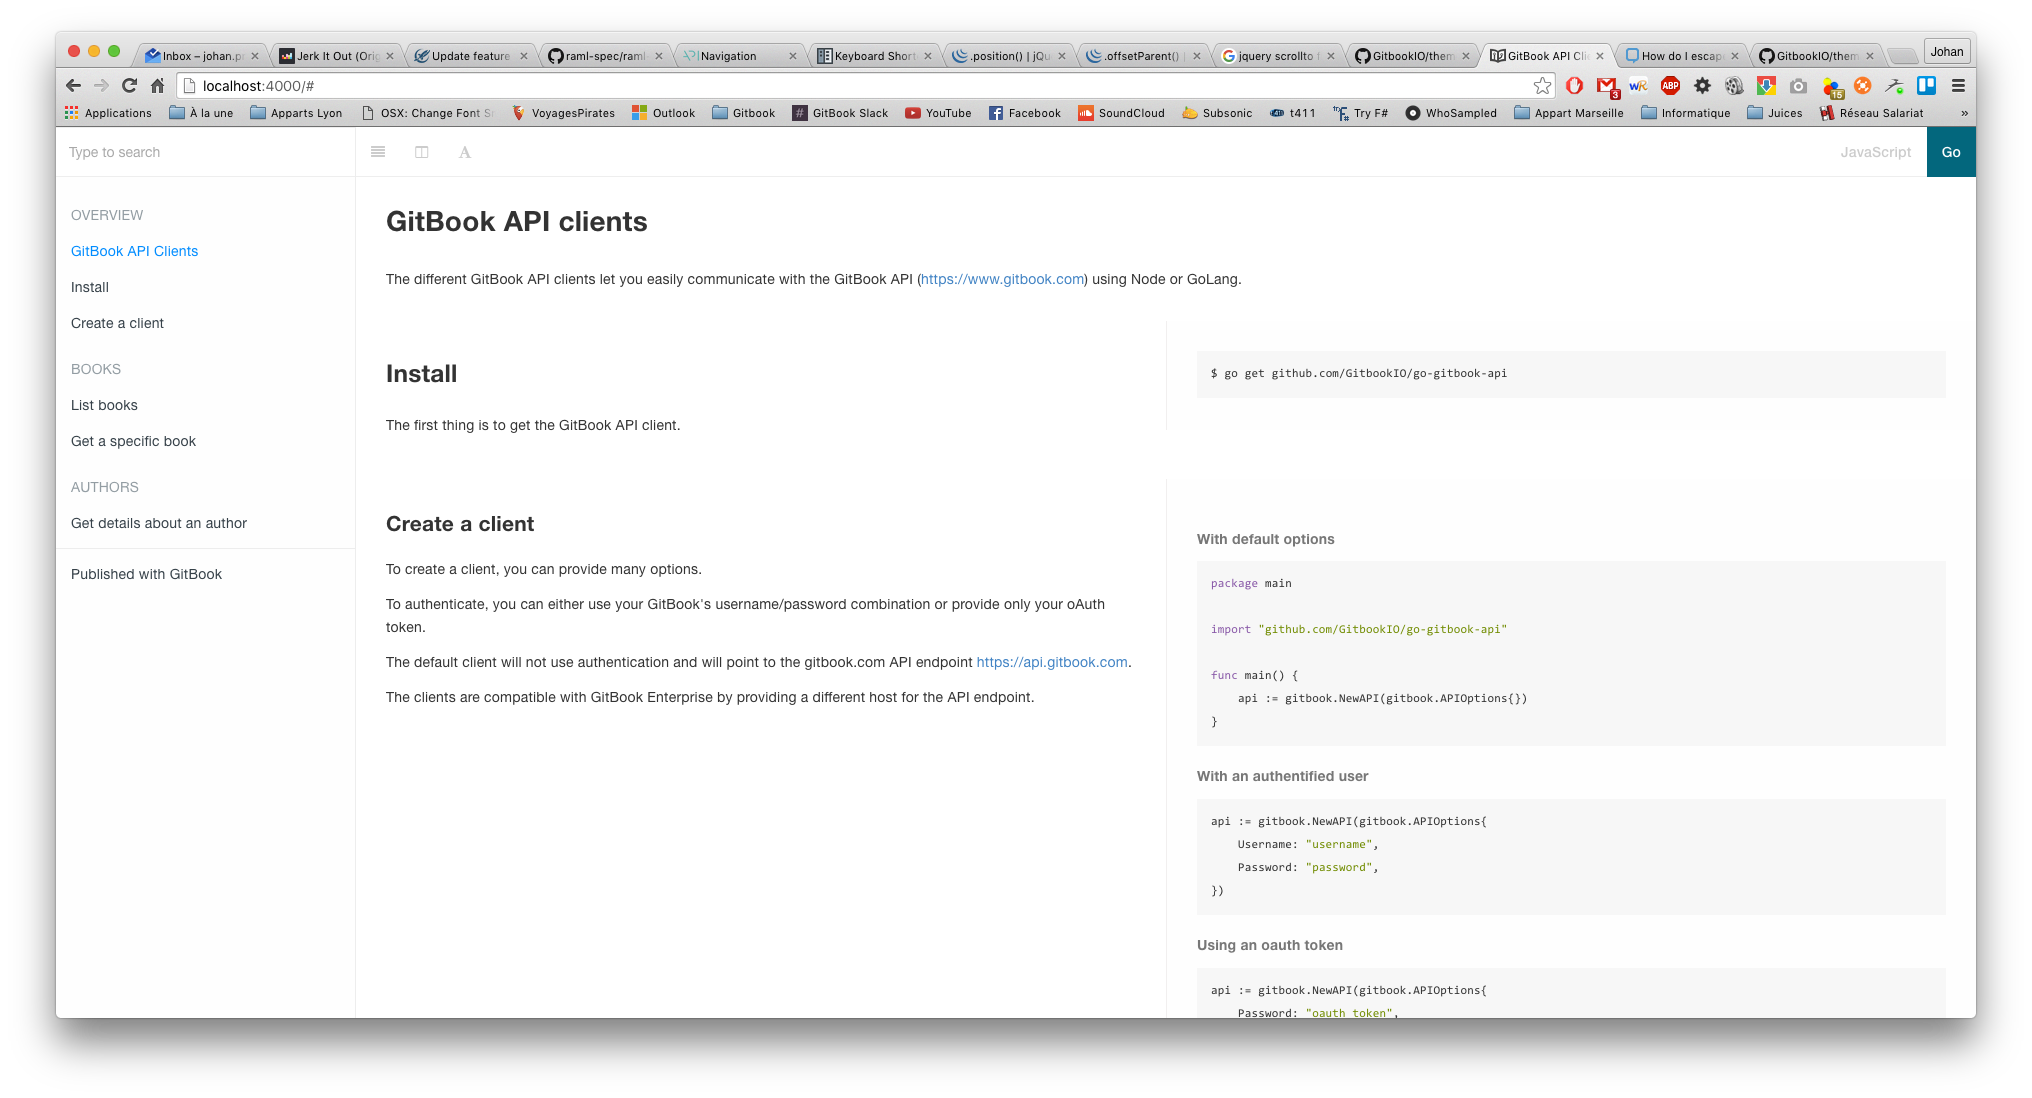 Inbox – johan.pr
Jerk It Out (Orig
Update feature
raml-spec/raml
Navigation
Keyboard Short
.position() | jQu
.offsetParent() |
jquery scrollto f
GitbookIO/them
GitBook API Clie
How do I escap
GitbookIO/them
Johan
localhost:4000/#
3
ABP
15
Applications
À la une
Apparts Lyon
OSX: Change Font S
VoyagesPirates
Outlook
Gitbook
GitBook Slack
YouTube
Facebook
SoundCloud
Subsonic
t411
Try F#
WhoSampled
Appart Marseille
Informatique
Juices
Réseau Salariat
»
Type to search
A
JavaScript
Go
OVERVIEW
GitBook API Clients
Install
Create a client
BOOKS
List books
Get a specific book
AUTHORS
Get details about an author
Published with GitBook
GitBook API clients
The different GitBook API clients let you easily communicate with the GitBook API (https://www.gitbook.com) using Node or GoLang.
Install
The first thing is to get the GitBook API client.
$ go get github.com/GitbookIO/go-gitbook-api
Create a client
To create a client, you can provide many options.
To authenticate, you can either use your GitBook's username/password combination or provide only your oAuth
token.
The default client will not use authentication and will point to the gitbook.com API endpoint https://api.gitbook.com.
The clients are compatible with GitBook Enterprise by providing a different host for the API endpoint.
With default options
package main
import "github.com/GitbookIO/go-gitbook-api"
func main() {
api := gitbook.NewAPI(gitbook.APIOptions{})
}
With an authentified user
api := gitbook.NewAPI(gitbook.APIOptions{
Username: "username",
Password: "password",
})
Using an oauth token
api := gitbook.NewAPI(gitbook.APIOptions{
Password: "oauth token",